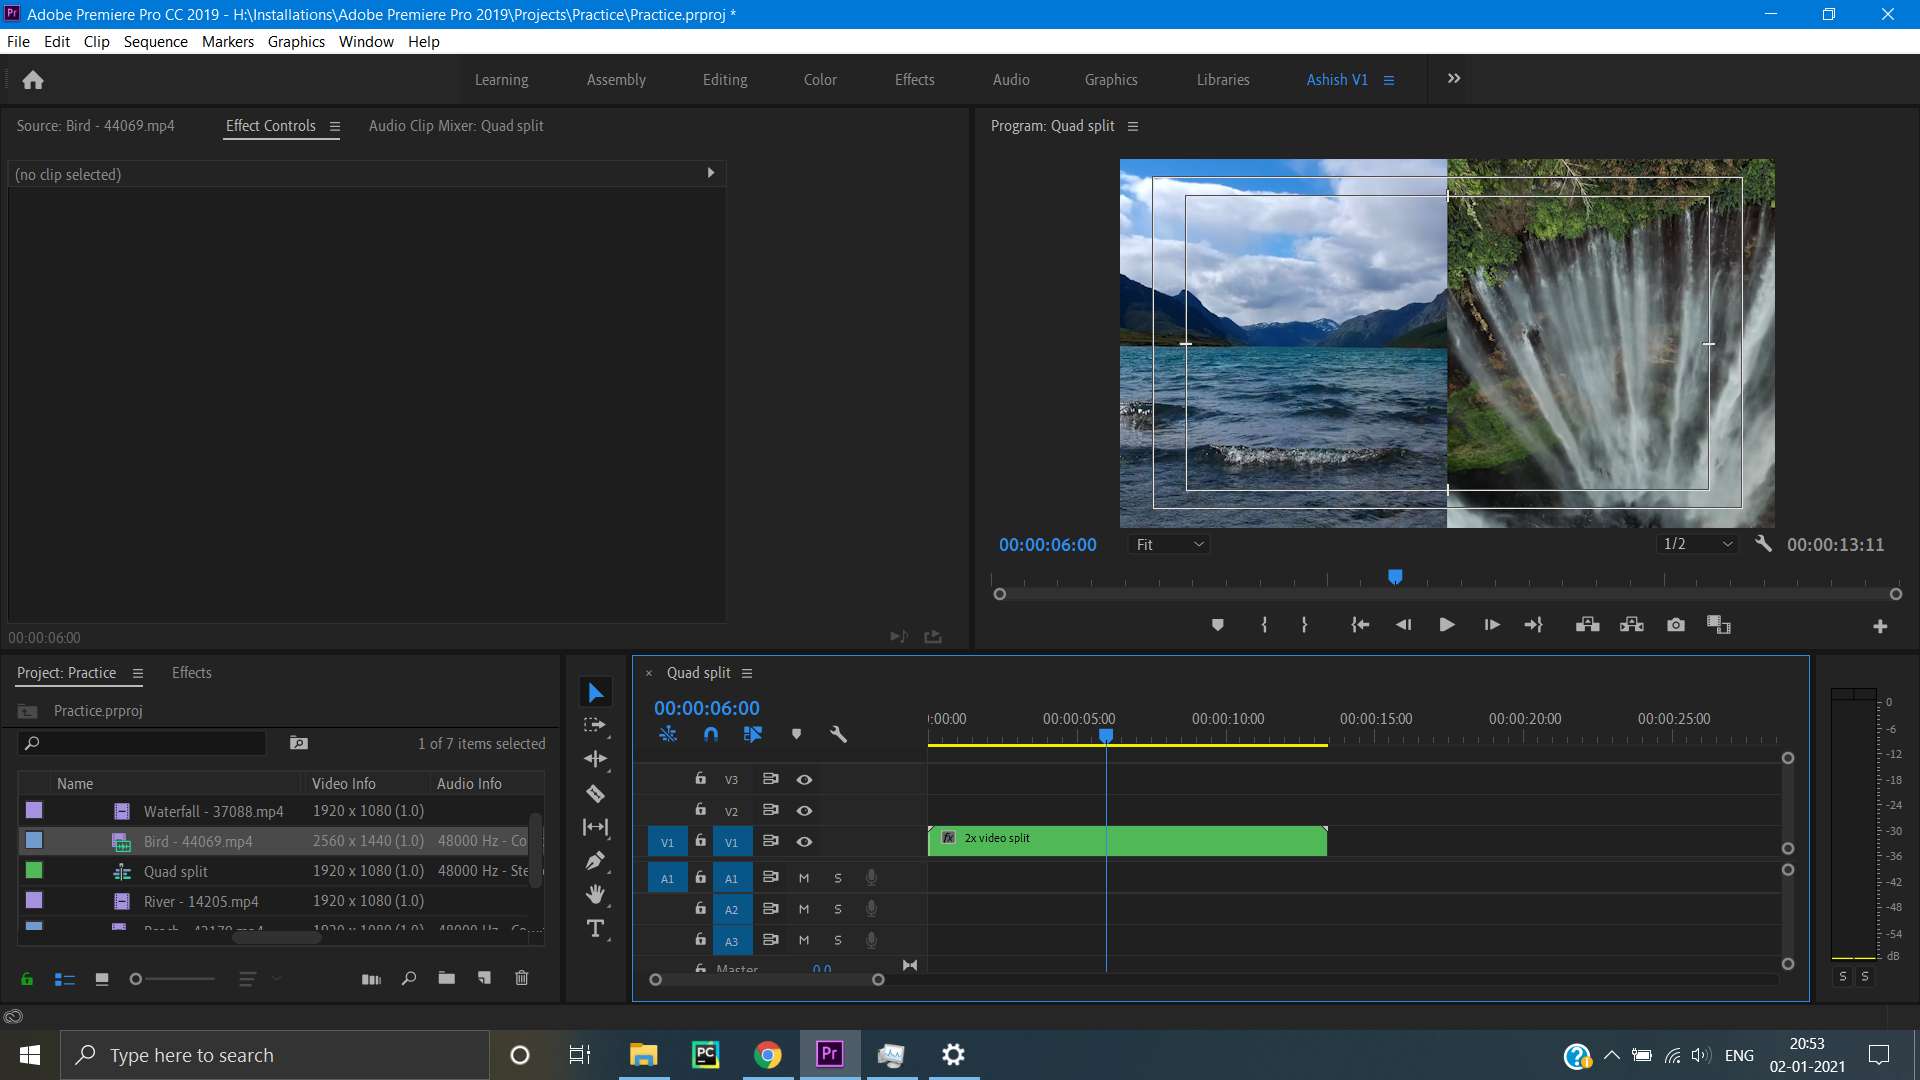 Pr Adobe Premiere Pro CC 2019 - H:\Installations\Adobe Premiere Pro 2019\Projects\Practice\Practice.prproj *
File Edit Clip Sequence Markers Graphics Window Help
Learning Assembly Editing Color Effects Audio Graphics Libraries Ashish V1
Source: Bird - 44069.mp4 Effect Controls Audio Clip Mixer: Quad split
(no clip selected)
00:00:06:00
Program: Quad split
00:00:06:00 Fit 1/2 00:00:13:11
Project: Practice Effects
Practice.prproj
1 of 7 items selected
Name Video Info Audio Info
Waterfall - 37088.mp4 1920 x 1080 (1.0)
Bird - 44069.mp4 2560 x 1440 (1.0) 48000 Hz - Co
Quad split 1920 x 1080 (1.0) 48000 Hz - Ste
River - 14205.mp4 1920 x 1080 (1.0)
× Quad split
00:00:06:00
:00:00 00:00:05:00 00:00:10:00 00:00:15:00 00:00:20:00 00:00:25:00
V3
V2
V1 V1 fx 2x video split
A1 A1 M S
A2 M S
A3 M S
Master 0.0
0
-6
-12
-18
-24
-30
-36
-42
-48
-54
dB
S S
Type here to search
PC Pr
ENG
20:53
02-01-2021